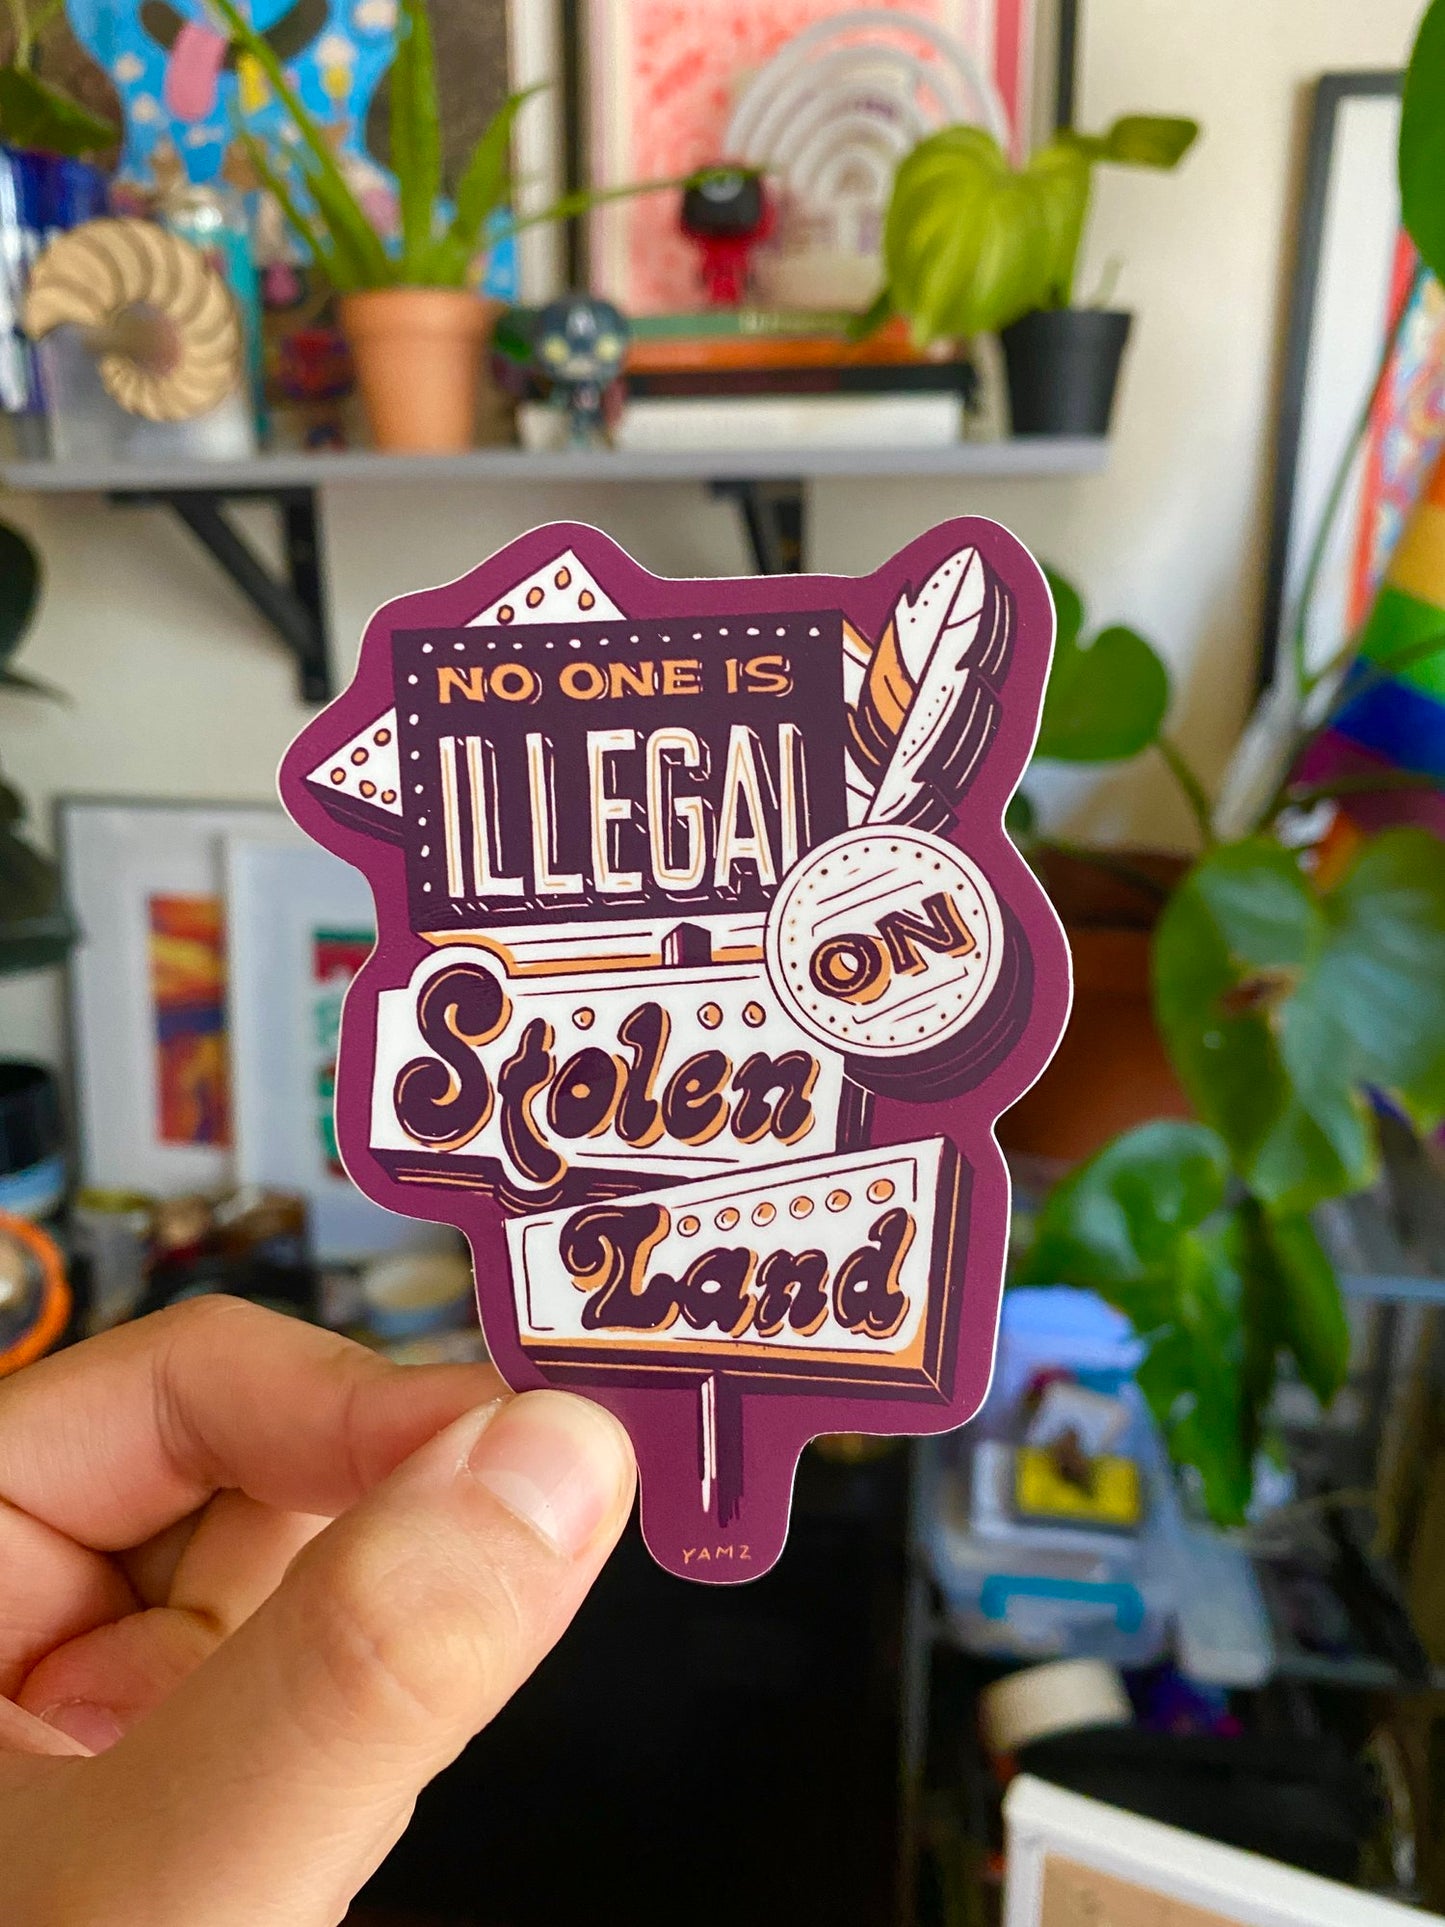 NO ONE IS
ILLEGAL
ON
Stolen
Land
YAMZ